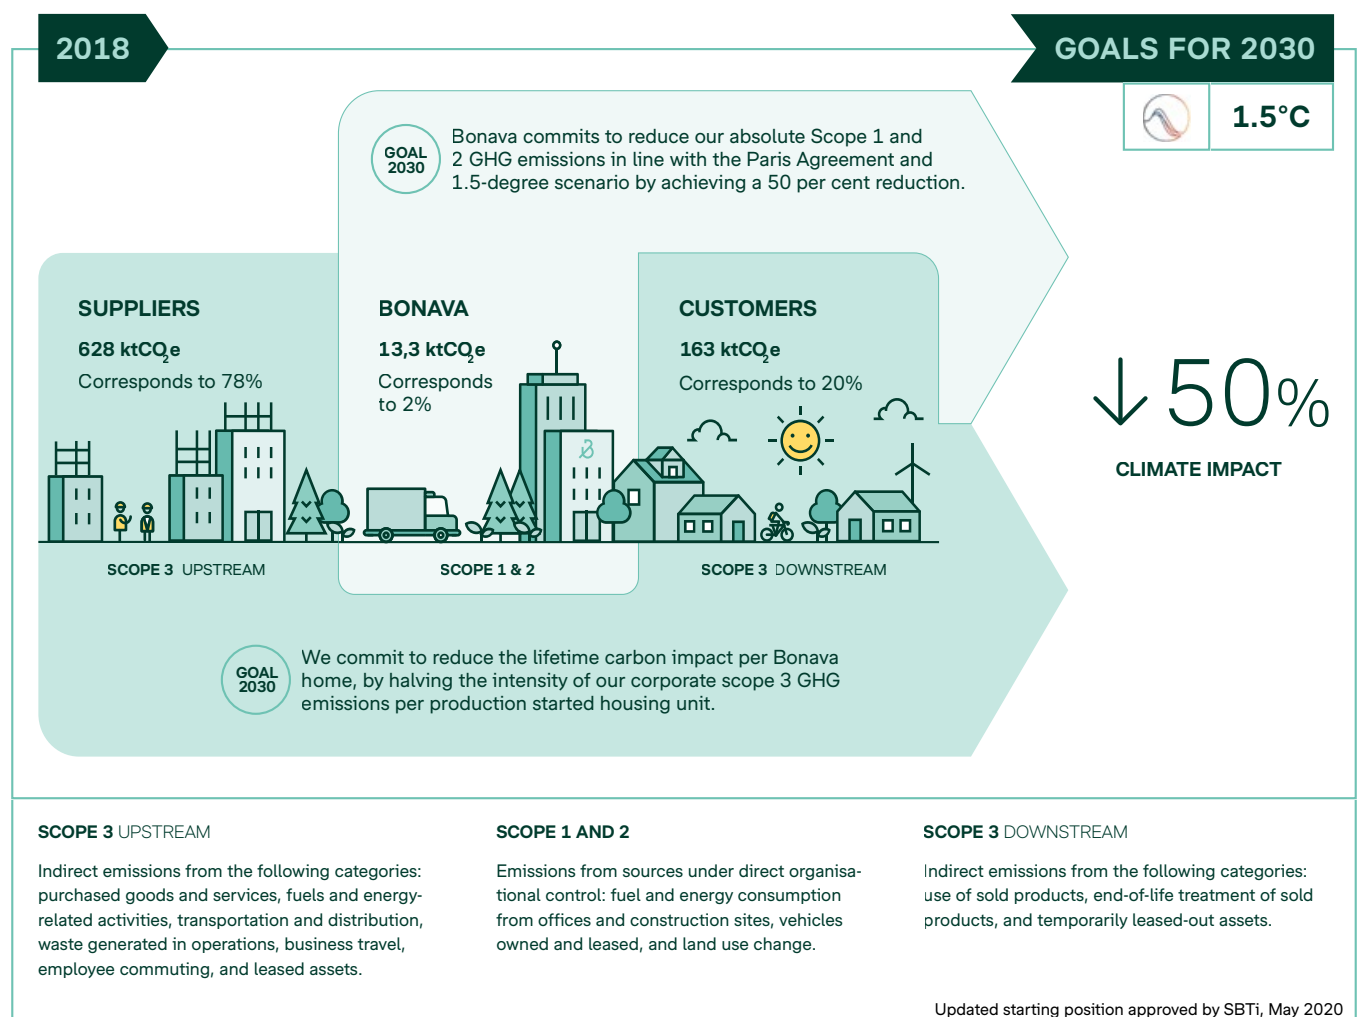 2018
GOALS FOR 2030
1.5°C
GOAL
2030
Bonava commits to reduce our absolute Scope 1 and
2 GHG emissions in line with the Paris Agreement and
1.5-degree scenario by achieving a 50 per cent reduction.
SUPPLIERS
628 ktCO2e
Corresponds to 78%
BONAVA
13,3 ktCO2e
Corresponds
to 2%
CUSTOMERS
163 ktCO2e
Corresponds to 20%
↓50%
CLIMATE IMPACT
SCOPE 3 UPSTREAM
SCOPE 1 & 2
SCOPE 3 DOWNSTREAM
GOAL
2030
We commit to reduce the lifetime carbon impact per Bonava
home, by halving the intensity of our corporate scope 3 GHG
emissions per production started housing unit.
SCOPE 3 UPSTREAM
Indirect emissions from the following categories:
purchased goods and services, fuels and energy-
related activities, transportation and distribution,
waste generated in operations, business travel,
employee commuting, and leased assets.
SCOPE 1 AND 2
Emissions from sources under direct organisa-
tional control: fuel and energy consumption
from offices and construction sites, vehicles
owned and leased, and land use change.
SCOPE 3 DOWNSTREAM
Indirect emissions from the following categories:
use of sold products, end-of-life treatment of sold
products, and temporarily leased-out assets.
Updated starting position approved by SBTi, May 2020